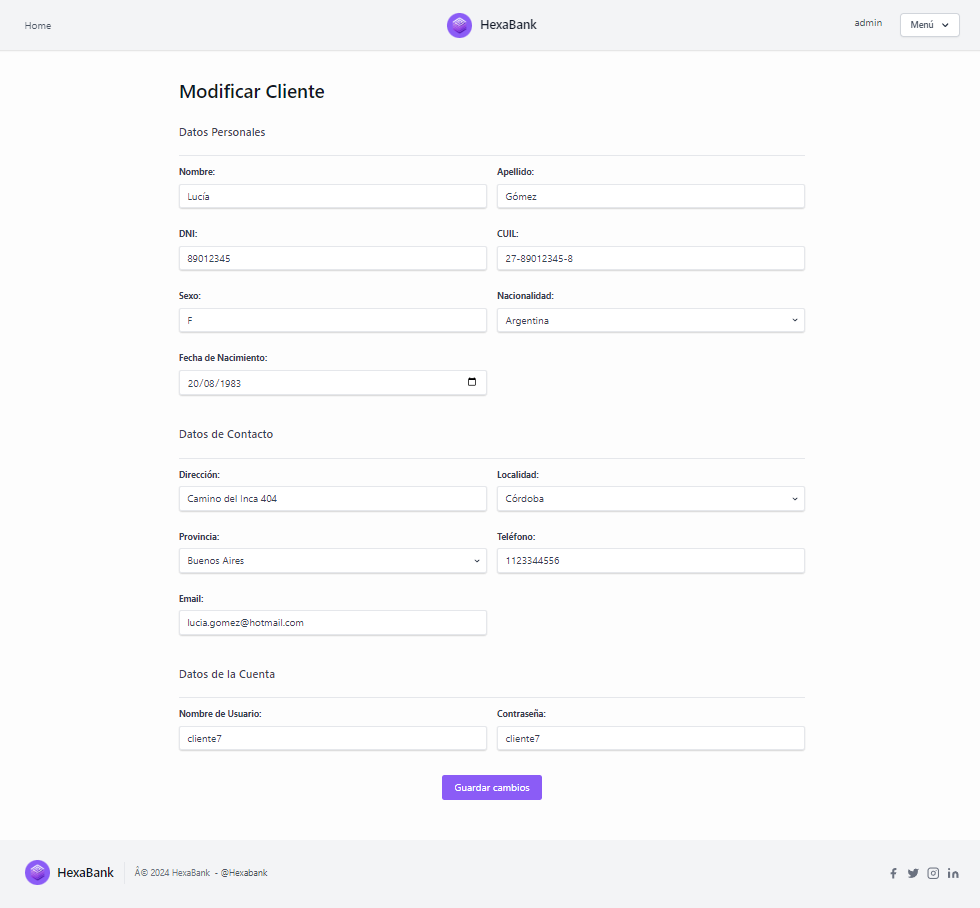 Home
HexaBank
admin
Menú
Modificar Cliente
Datos Personales
Nombre: Apellido:
Lucía Gómez
DNI: CUIL:
89012345 27-89012345-8
Sexo: Nacionalidad:
F Argentina
Fecha de Nacimiento:
20/08/1983
Datos de Contacto
Dirección: Localidad:
Camino del Inca 404 Córdoba
Provincia: Teléfono:
Buenos Aires 1123344556
Email:
lucia.gomez@hotmail.com
Datos de la Cuenta
Nombre de Usuario: Contraseña:
cliente7 cliente7
Guardar cambios
HexaBank Â© 2024 HexaBank - @Hexabank